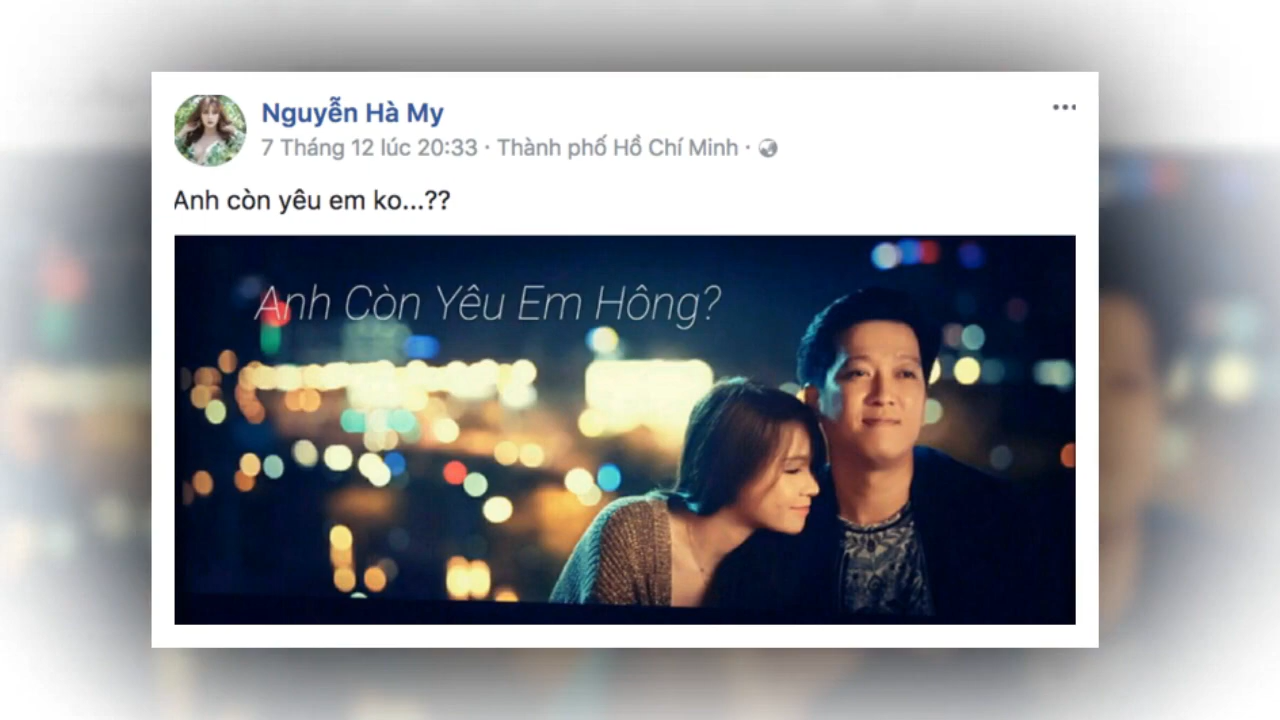 Nguyễn Hà My
7 Tháng 12 lúc 20:33 · Thành phố Hồ Chí Minh ·
Anh còn yêu em ko...??
Anh Còn Yêu Em Hông?